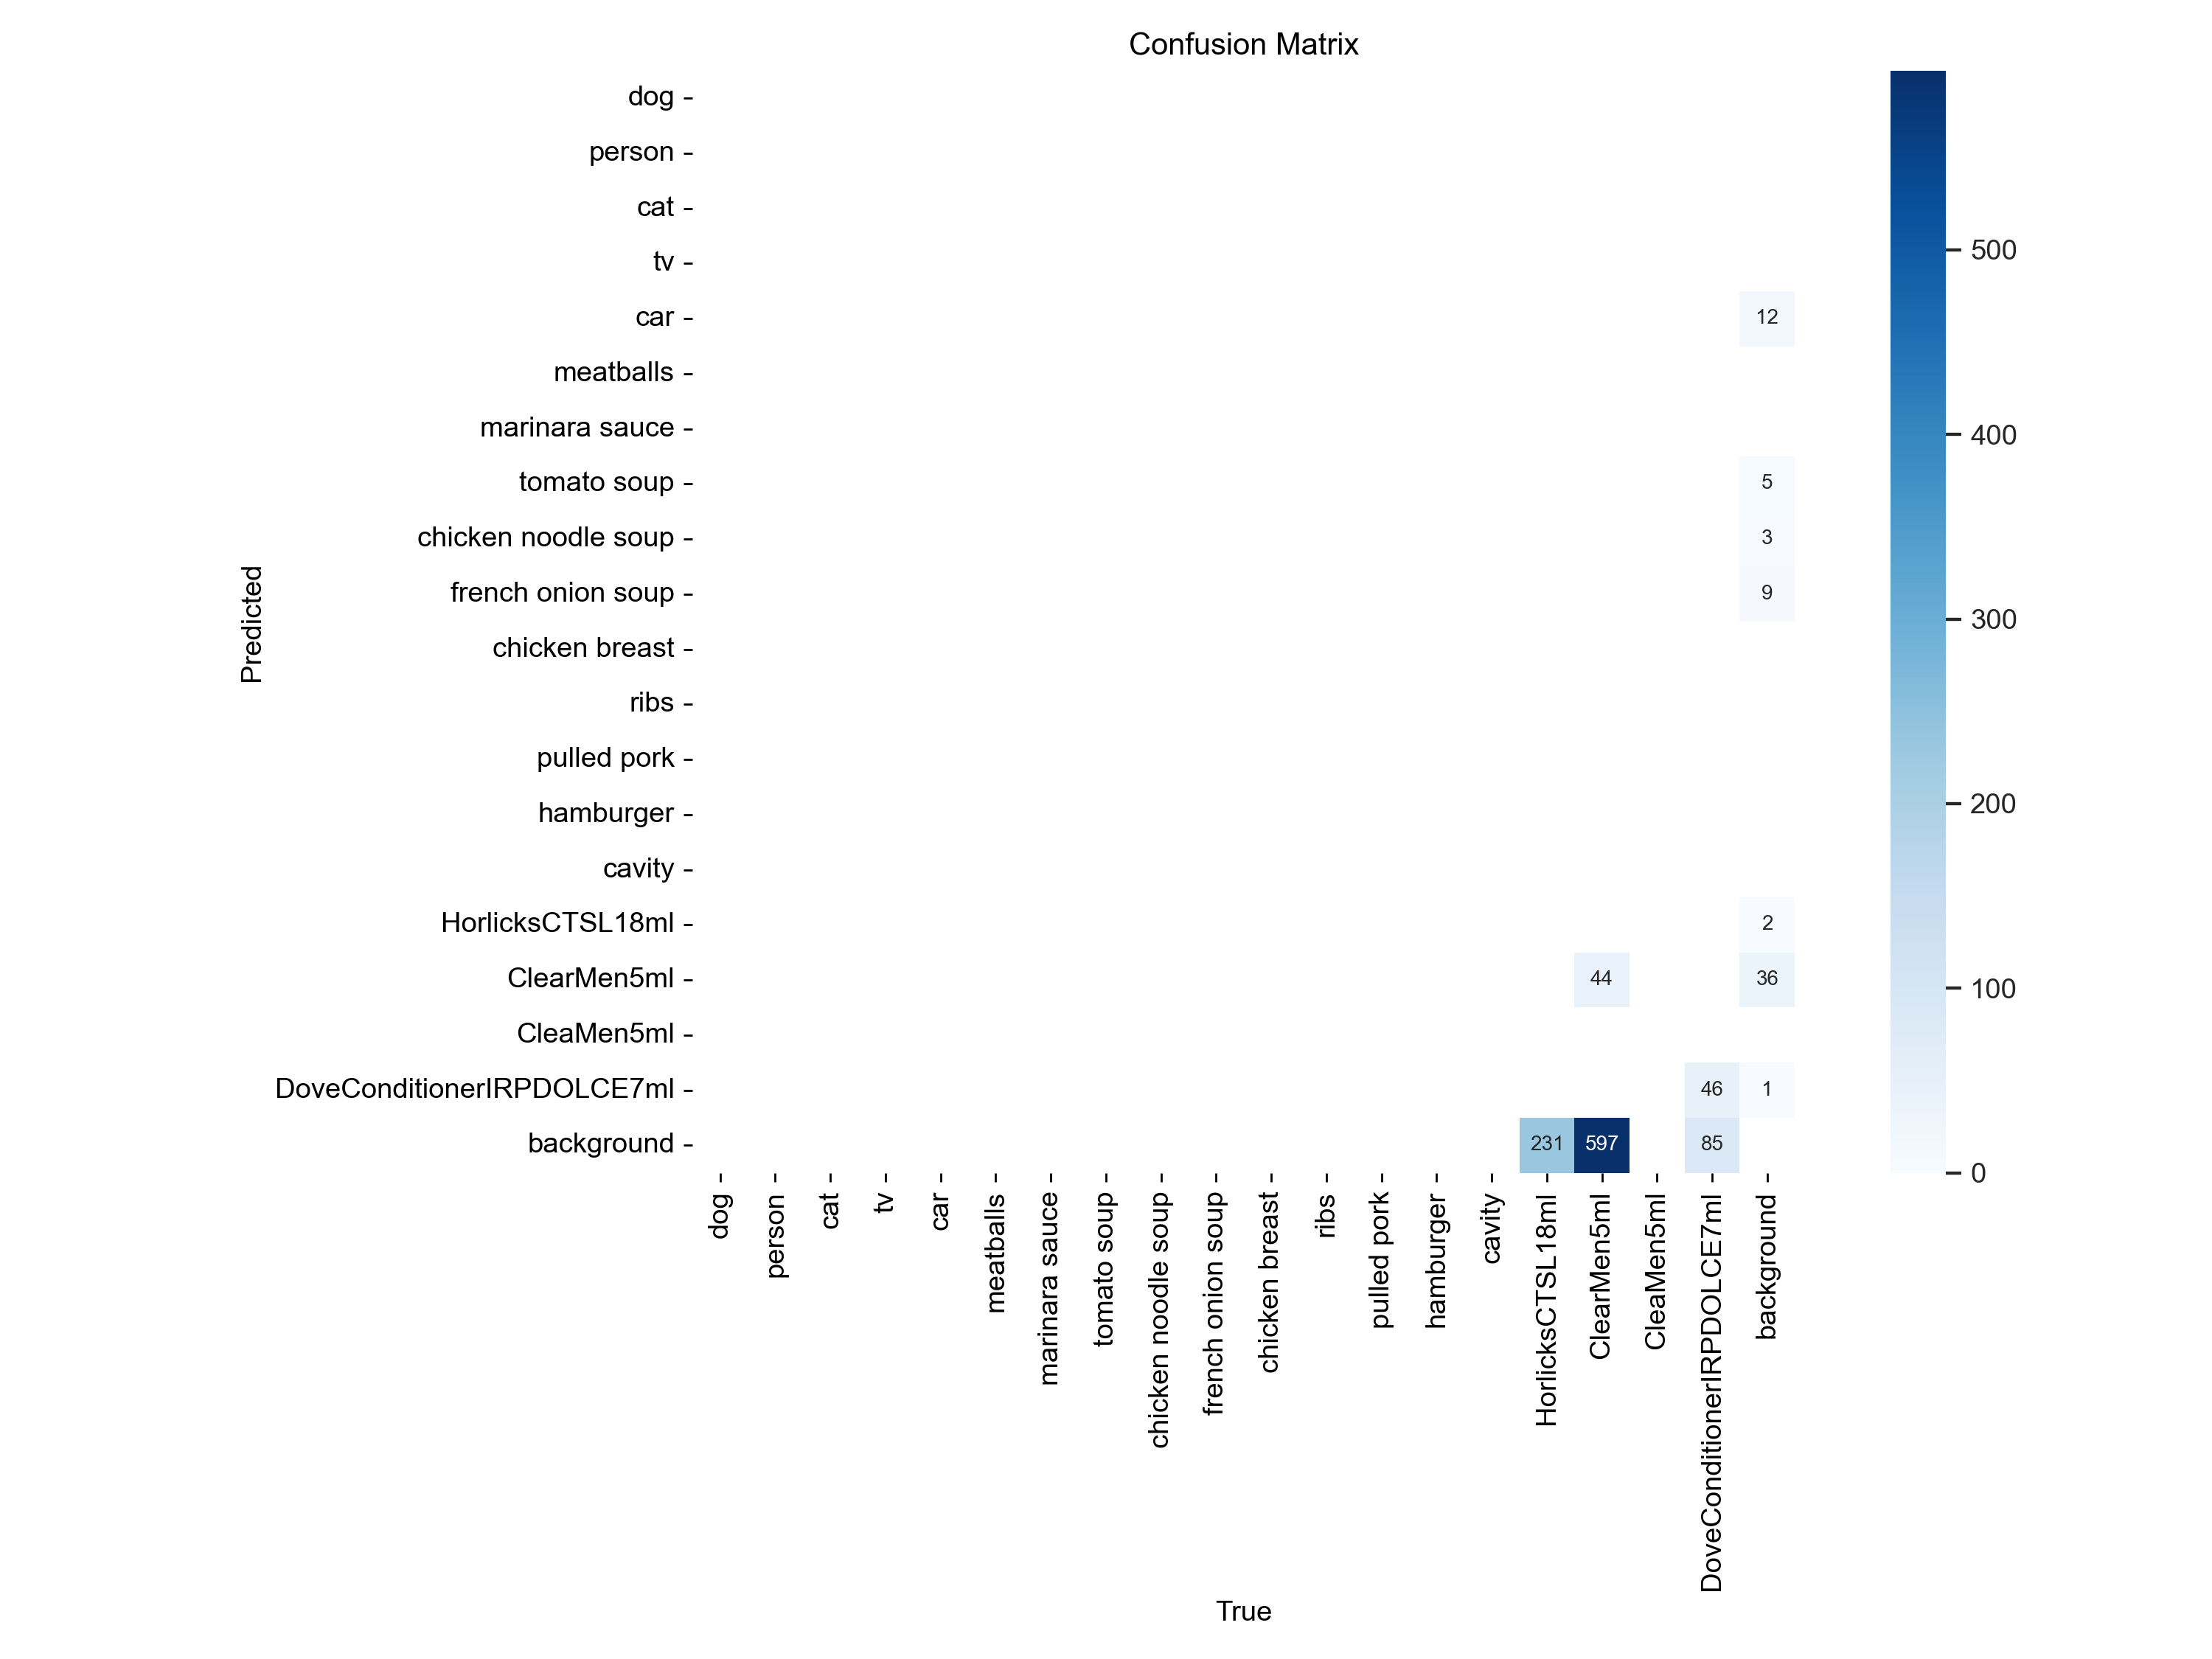 Confusion Matrix
dog
person
cat
tv
car
12
meatballs
marinara sauce
tomato soup
5
chicken noodle soup
3
french onion soup
9
chicken breast
ribs
pulled pork
hamburger
cavity
HorlicksCTSL18ml
2
ClearMen5ml
44
36
CleaMen5ml
DoveConditionerIRPDOLCE7ml
46
1
background
231
597
85
Predicted
dog
person
cat
tv
car
meatballs
marinara sauce
tomato soup
chicken noodle soup
french onion soup
chicken breast
ribs
pulled pork
hamburger
cavity
HorlicksCTSL18ml
ClearMen5ml
CleaMen5ml
DoveConditionerIRPDOLCE7ml
background
True
500
400
300
200
100
0